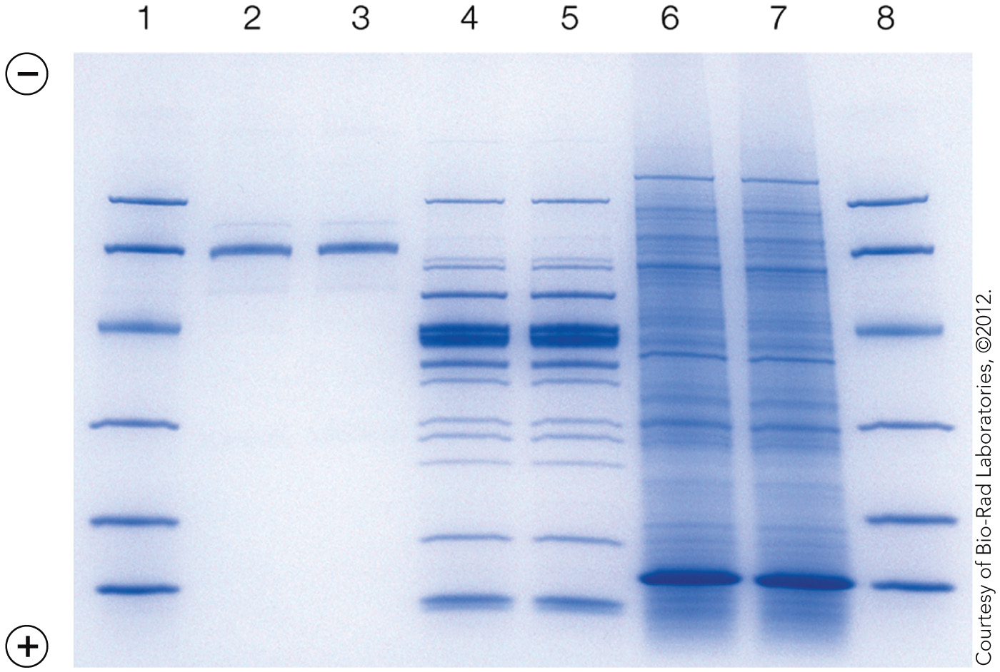 1 2 3 4 5 6 7 8
−
+
Courtesy of Bio-Rad Laboratories, ©2012.